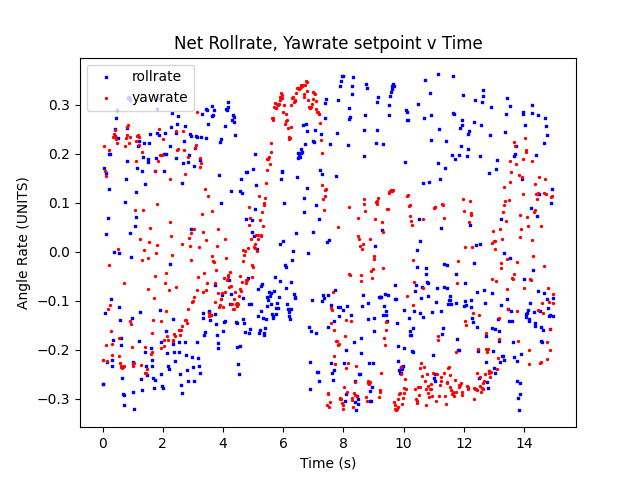 Net Rollrate, Yawrate setpoint v Time
rollrate
yawrate
Angle Rate (UNITS)
0.3
0.2
0.1
0.0
−0.1
−0.2
−0.3
0 2 4 6 8 10 12 14
Time (s)